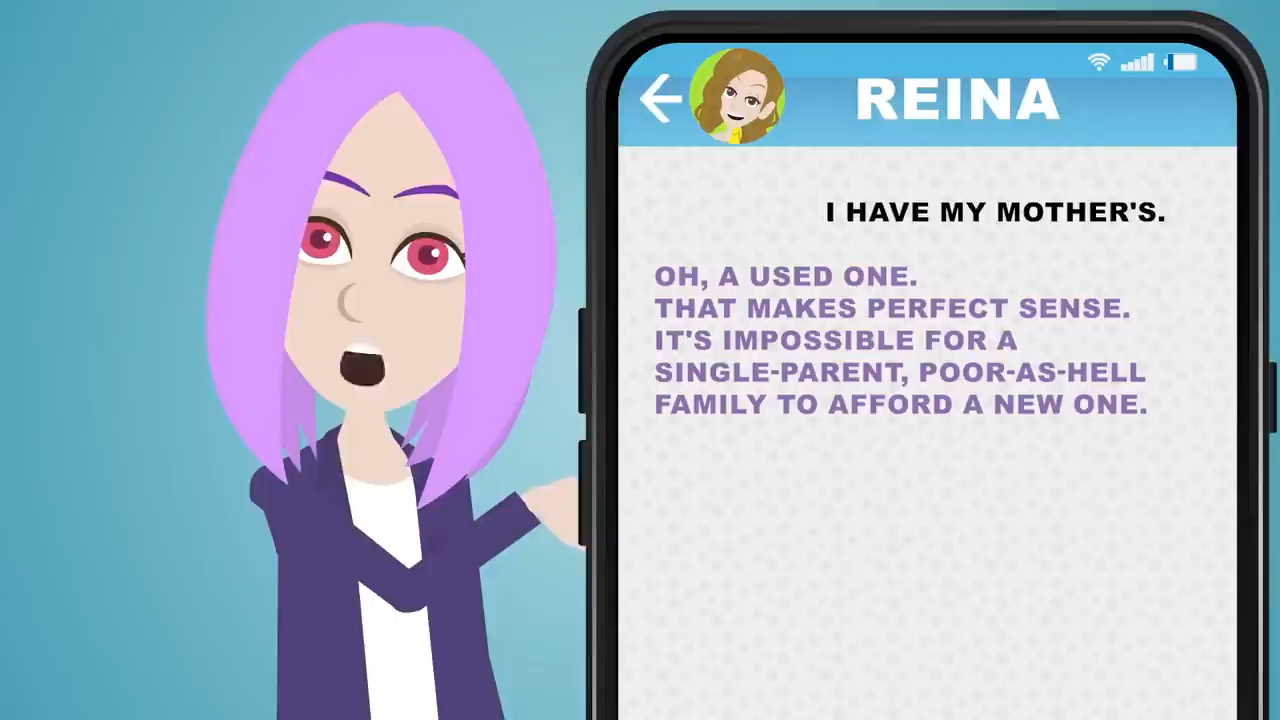 REINA
I HAVE MY MOTHER'S.
OH, A USED ONE.
THAT MAKES PERFECT SENSE.
IT'S IMPOSSIBLE FOR A
SINGLE-PARENT, POOR-AS-HELL
FAMILY TO AFFORD A NEW ONE.